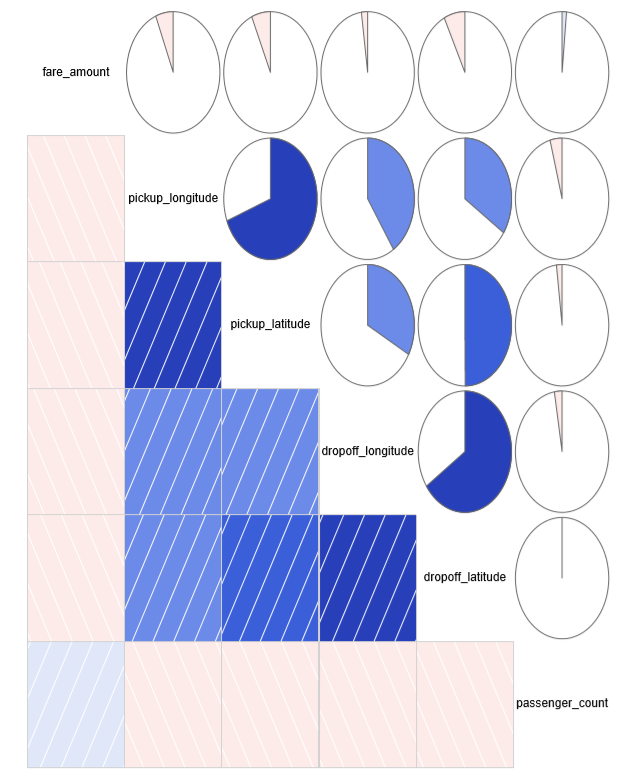 fare_amount
pickup_longitude
pickup_latitude
dropoff_longitude
dropoff_latitude
passenger_count